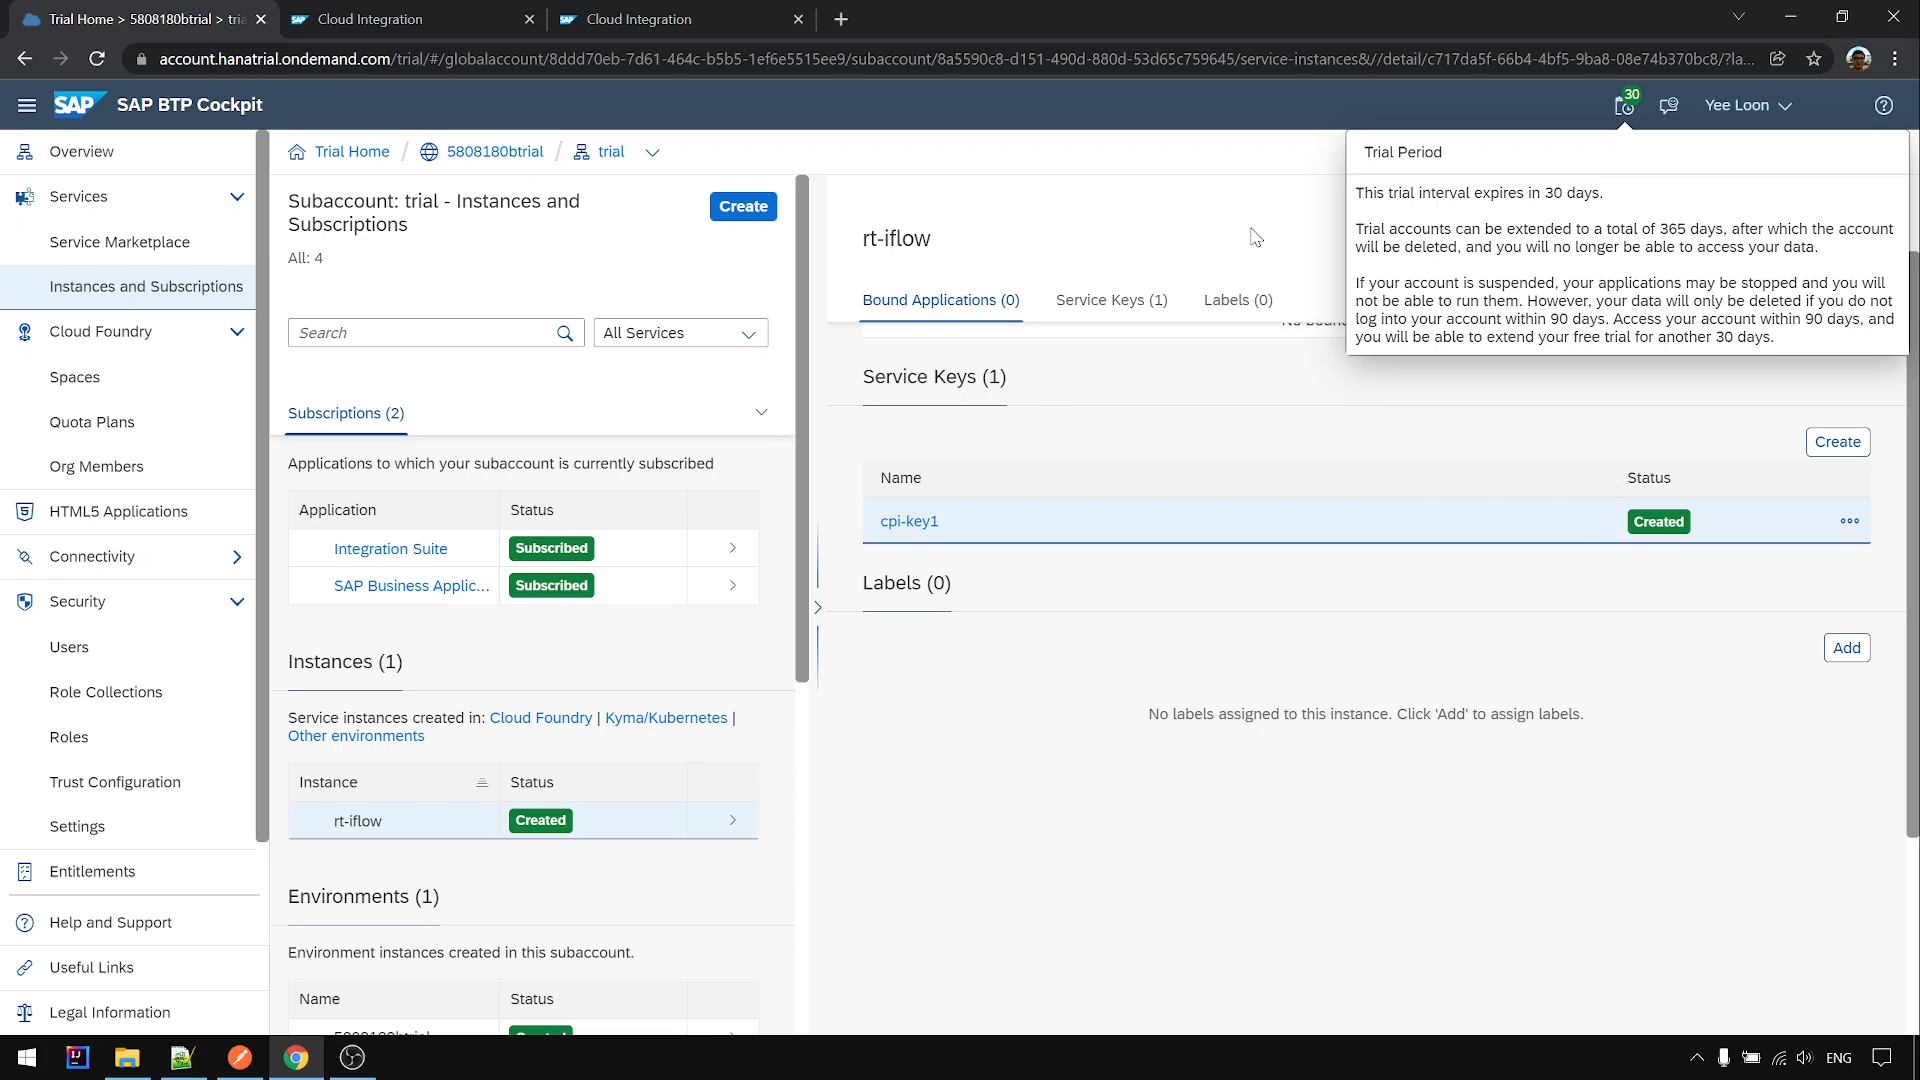 Trial Home > 5808180btrial > tria
Cloud Integration
Cloud Integration
account.hanatrial.ondemand.com/trial/#/globalaccount/8ddd70eb-7d61-464c-b5b5-1ef6e5515ee9/subaccount/8a5590c8-d151-490d-880d-53d65c759645/service-instances&//detail/c717da5f-66b4-4bf5-9ba8-08e74b370bc8/?la...
SAP
SAP BTP Cockpit
30
Yee Loon
Overview
Services
Service Marketplace
Instances and Subscriptions
Cloud Foundry
Spaces
Quota Plans
Org Members
HTML5 Applications
Connectivity
Security
Users
Role Collections
Roles
Trust Configuration
Settings
Entitlements
Help and Support
Useful Links
Legal Information
Trial Home / 5808180btrial / trial
Subaccount: trial - Instances and
Subscriptions
Create
All: 4
Search
All Services
Subscriptions (2)
Applications to which your subaccount is currently subscribed
Application Status
Integration Suite Subscribed
SAP Business Applic... Subscribed
Instances (1)
Service instances created in: Cloud Foundry | Kyma/Kubernetes |
Other environments
Instance Status
rt-iflow Created
Environments (1)
Environment instances created in this subaccount.
Name Status
5808180btrial Created
rt-iflow
Bound Applications (0) Service Keys (1) Labels (0)
Service Keys (1)
Create
Name Status
cpi-key1 Created
Labels (0)
Add
No labels assigned to this instance. Click 'Add' to assign labels.
Trial Period
This trial interval expires in 30 days.
Trial accounts can be extended to a total of 365 days, after which the account
will be deleted, and you will no longer be able to access your data.
If your account is suspended, your applications may be stopped and you will
not be able to run them. However, your data will only be deleted if you do not
log into your account within 90 days. Access your account within 90 days, and
you will be able to extend your free trial for another 30 days.
ENG